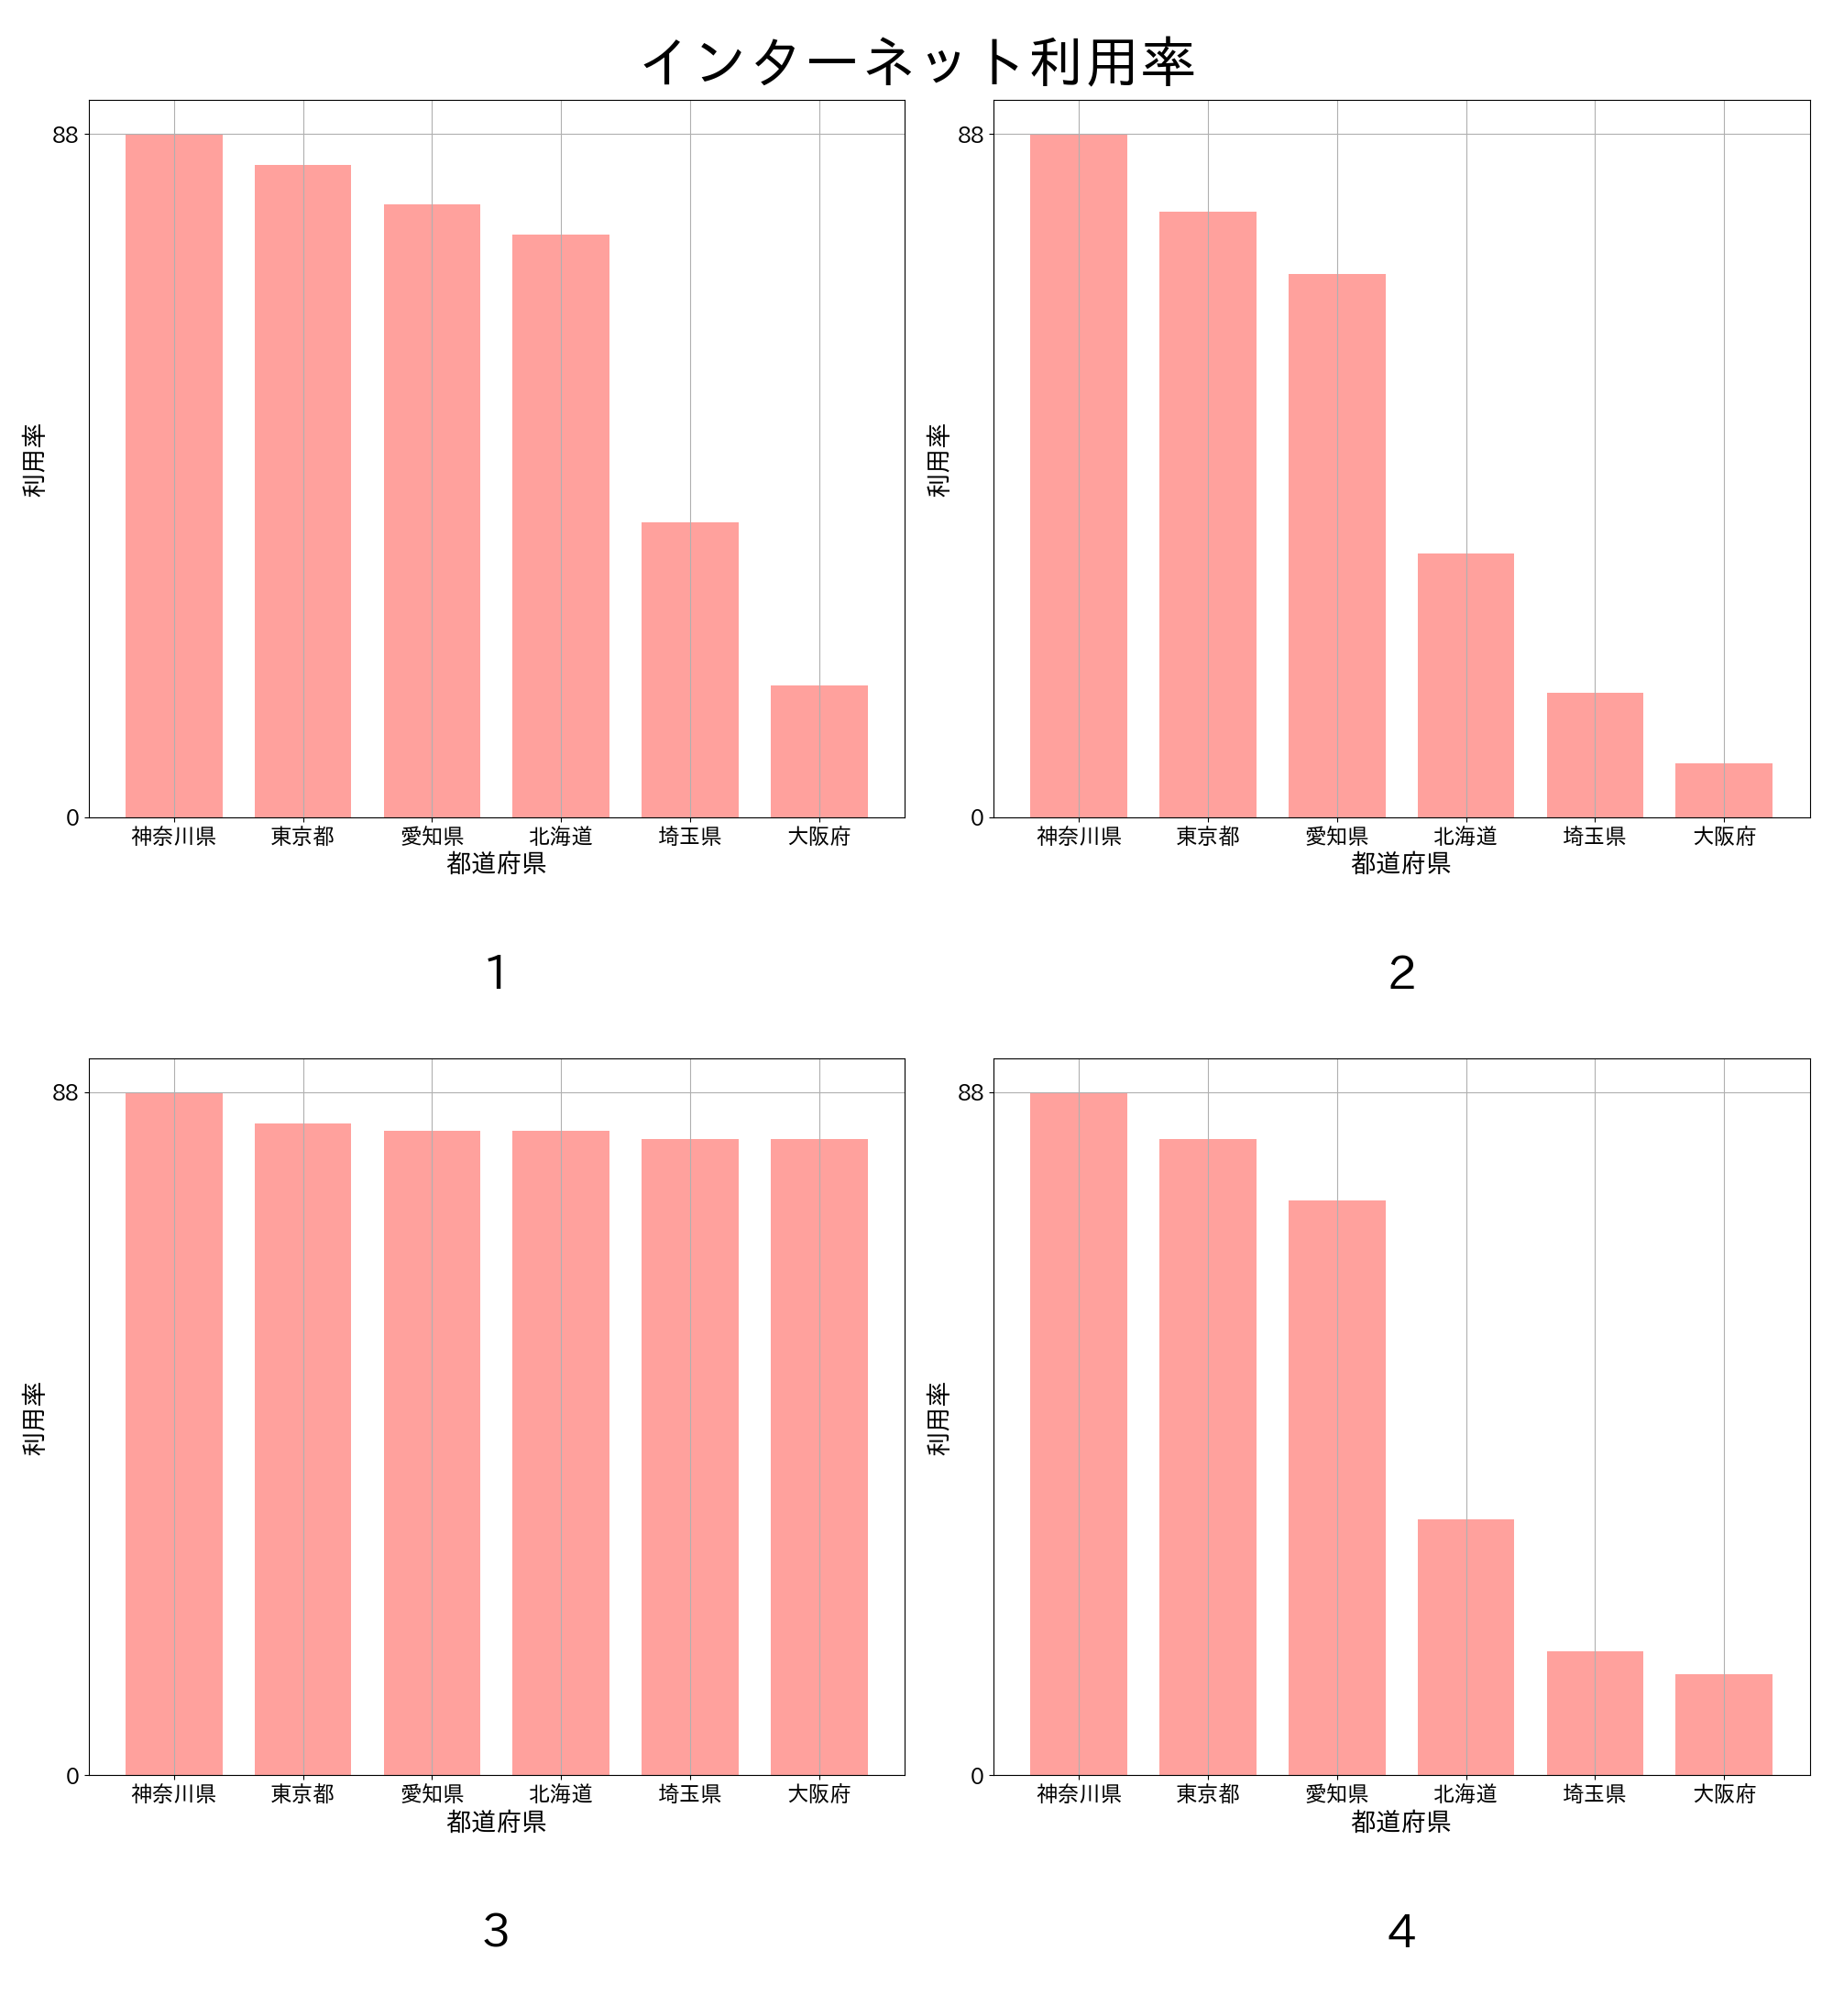 インターネット利用率
88
0
利用率
神奈川県 東京都 愛知県 北海道 埼玉県 大阪府
都道府県
1
88
0
利用率
神奈川県 東京都 愛知県 北海道 埼玉県 大阪府
都道府県
2
88
0
利用率
神奈川県 東京都 愛知県 北海道 埼玉県 大阪府
都道府県
3
88
0
利用率
神奈川県 東京都 愛知県 北海道 埼玉県 大阪府
都道府県
4